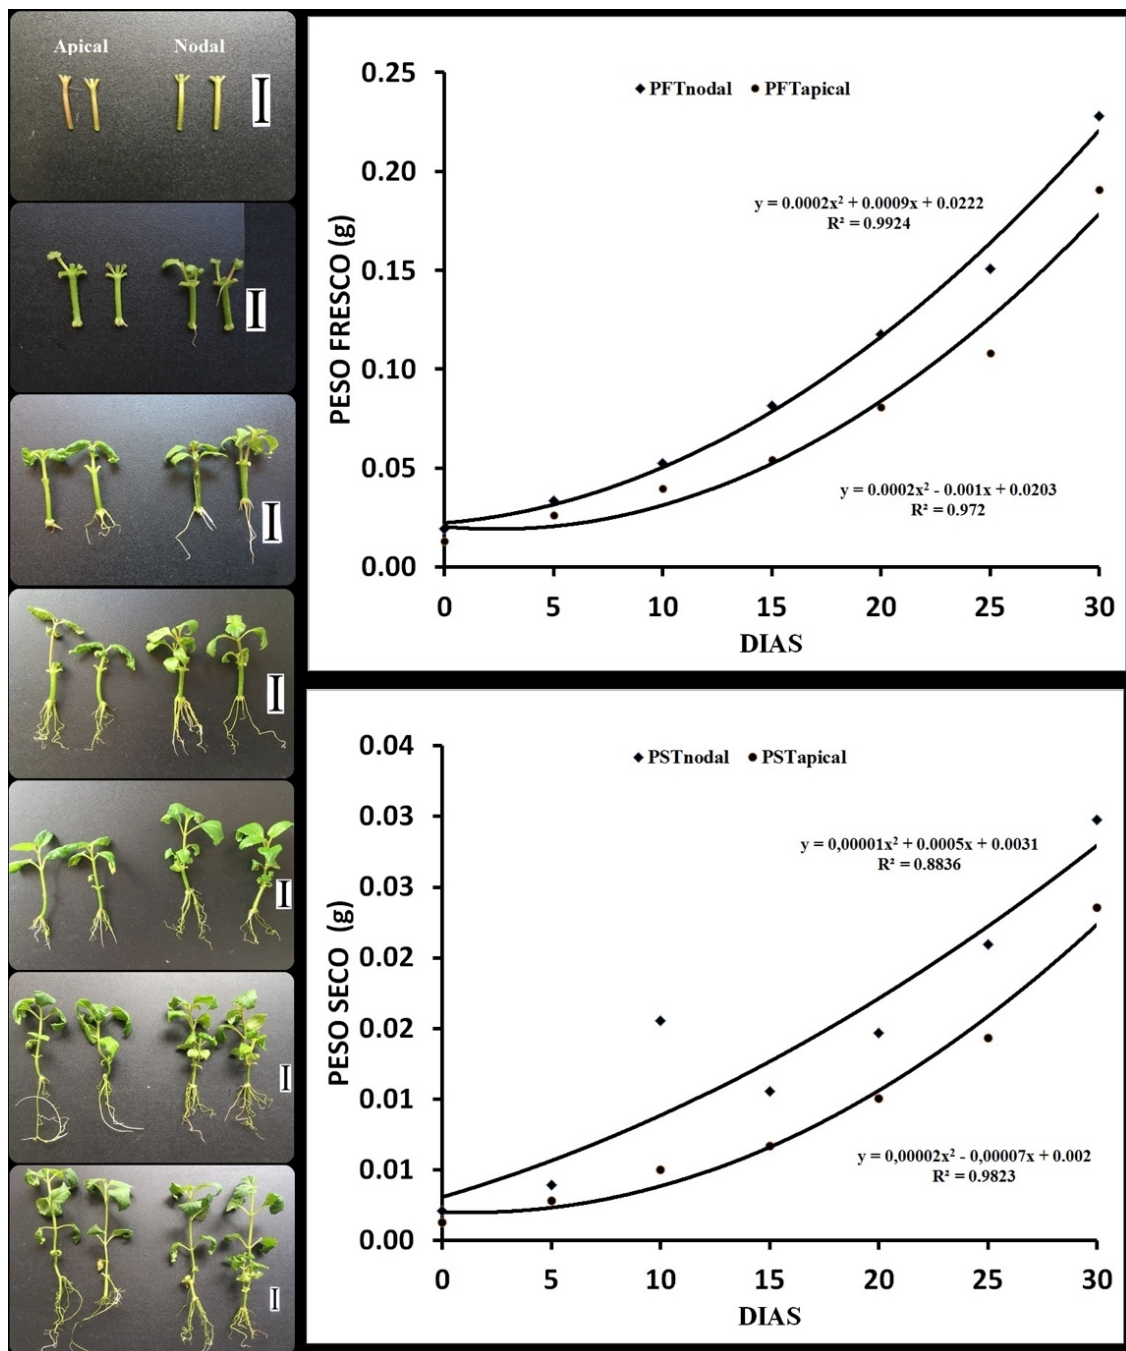 Apical Nodal
PFTnodal PFTapical
0.25
0.20
0.15
0.10
0.05
0.00
PESO FRESCO (g)
y = 0.0002x² + 0.0009x + 0.0222
R² = 0.9924
y = 0.0002x² - 0.001x + 0.0203
R² = 0.972
0 5 10 15 20 25 30
DIAS
PSTnodal PSTapical
0.04
0.03
0.03
0.02
0.02
0.01
0.01
0.00
PESO SECO (g)
y = 0,00001x² + 0.0005x + 0.0031
R² = 0.8836
y = 0,00002x² - 0,00007x + 0.002
R² = 0.9823
0 5 10 15 20 25 30
DIAS